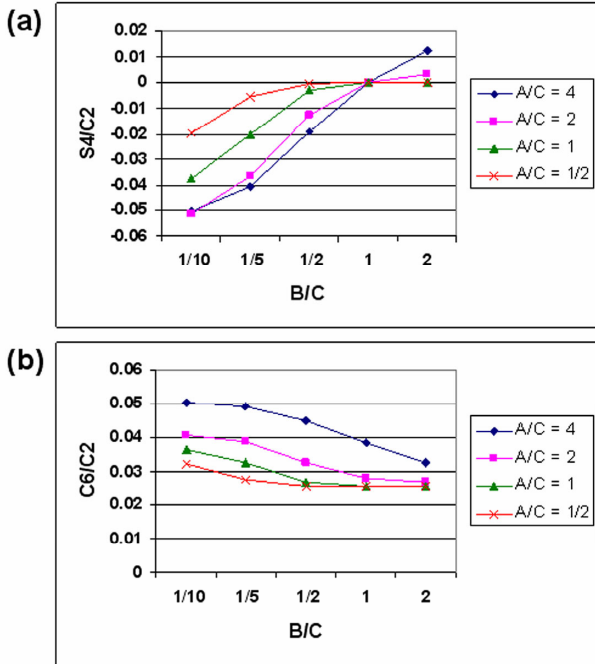 (a)
0.02
0.01
0
-0.01
-0.02
-0.03
-0.04
-0.05
-0.06
S4/C2
1/10 1/5 1/2 1 2
B/C
A/C = 4
A/C = 2
A/C = 1
A/C = 1/2
(b)
0.06
0.05
0.04
0.03
0.02
0.01
0
C6/C2
1/10 1/5 1/2 1 2
B/C
A/C = 4
A/C = 2
A/C = 1
A/C = 1/2